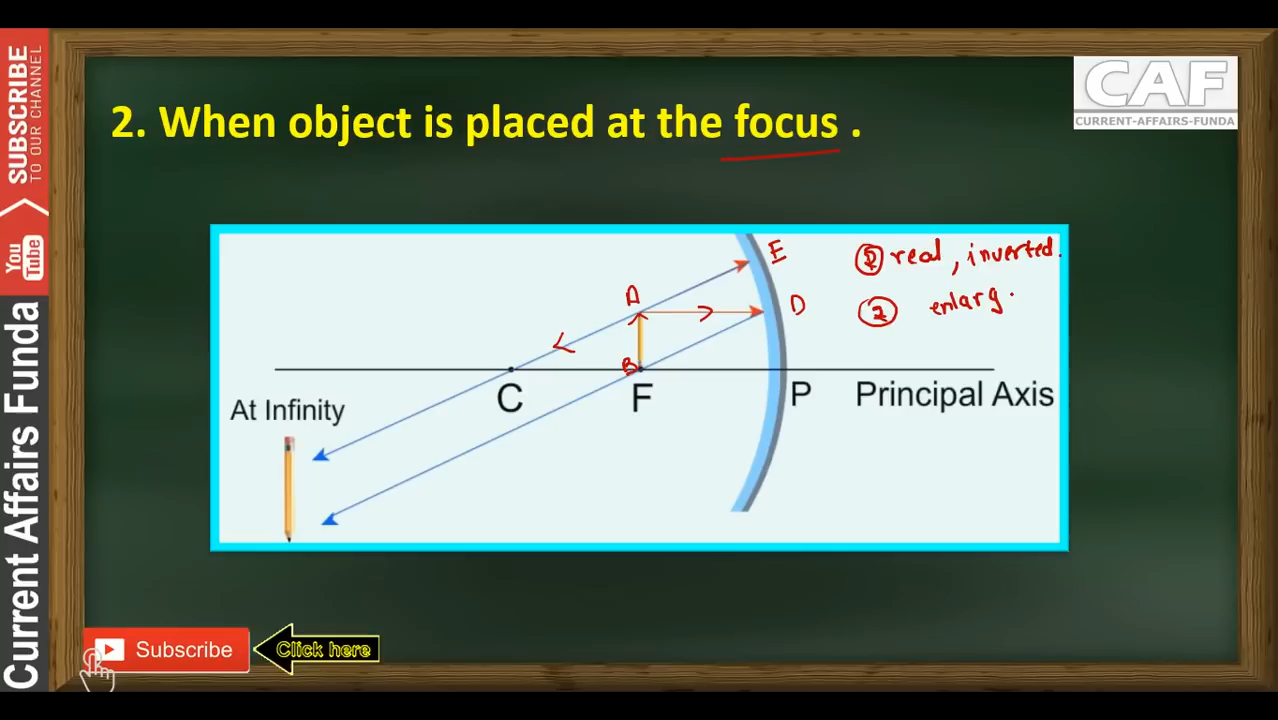 SUBSCRIBE
TO OUR CHANNEL
You
Tube
Current Affairs Funda
2. When object is placed at the focus .
CAF
CURRENT-AFFAIRS-FUNDA
E
real, inverted.
A
D
2 enlarg.
B
C
F
P
Principal Axis
At Infinity
Subscribe
Click here